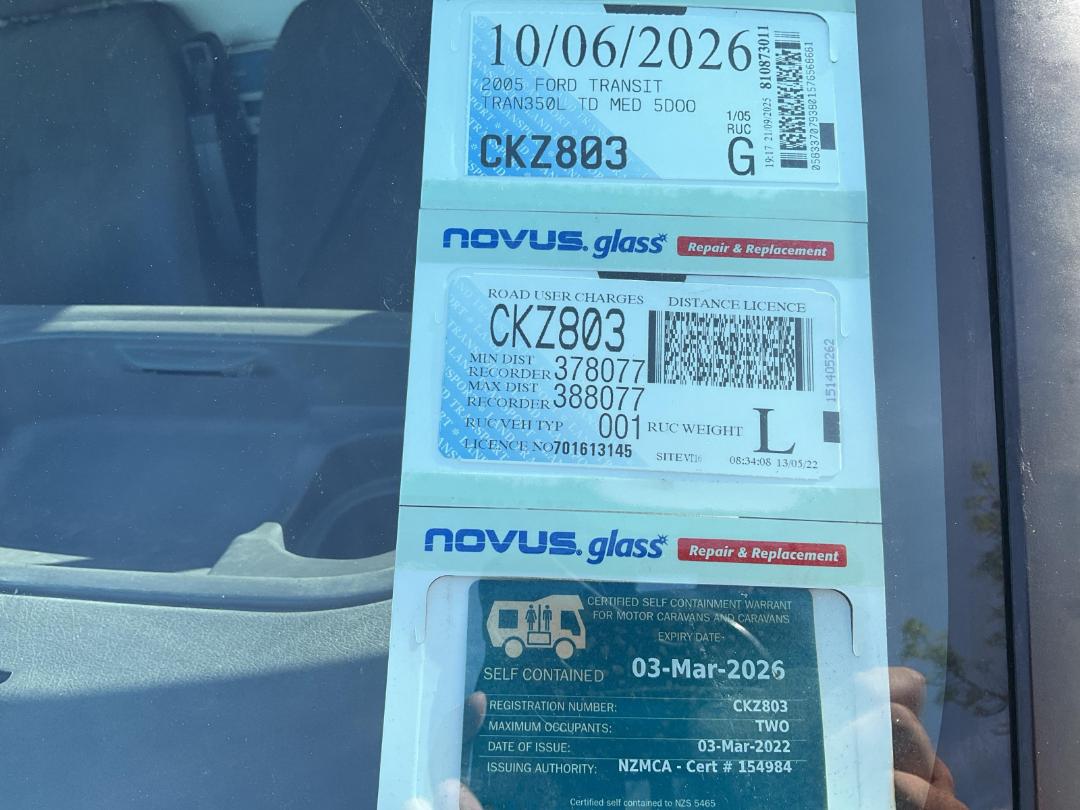 10/06/2026
2005 FORD TRANSIT
TRAN350L TD MED 5DOO
1/05
RUC
CKZ803
G
19:17 21/09/2025 810873011
novus.glass Repair & Replacement
ROAD USER CHARGES DISTANCE LICENCE
CKZ803
MIN DIST
RECORDER 378077
MAX DIST
RECORDER 388077
RUC VEH TYP 001 RUC WEIGHT L
LICENCE NO 701613145 SITE VT16 08:34:08 13/05/22
151405262
novus.glass Repair & Replacement
CERTIFIED SELF CONTAINMENT WARRANT
FOR MOTOR CARAVANS AND CARAVANS
EXPIRY DATE-
SELF CONTAINED 03-Mar-2026
REGISTRATION NUMBER: CKZ803
MAXIMUM OCCUPANTS: TWO
DATE OF ISSUE: 03-Mar-2022
ISSUING AUTHORITY: NZMCA - Cert # 154984
Certified self contained to NZS 5465